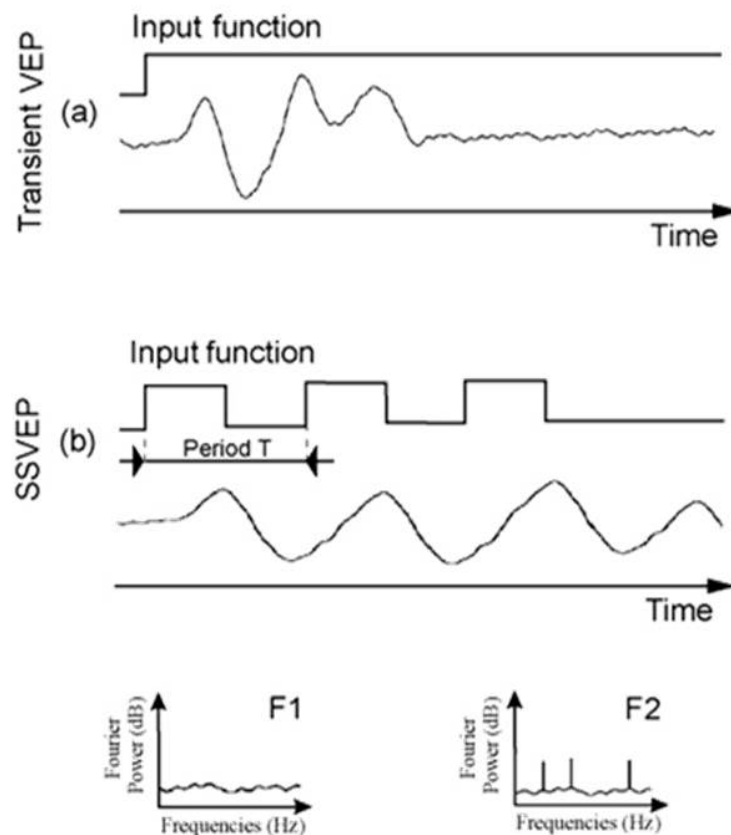 Input function
Transient VEP
(a)
Time
Input function
SSVEP
(b)
Period T
Time
F1
Fourier
Power (dB)
Frequencies (Hz)
F2
Fourier
Power (dB)
Frequencies (Hz)